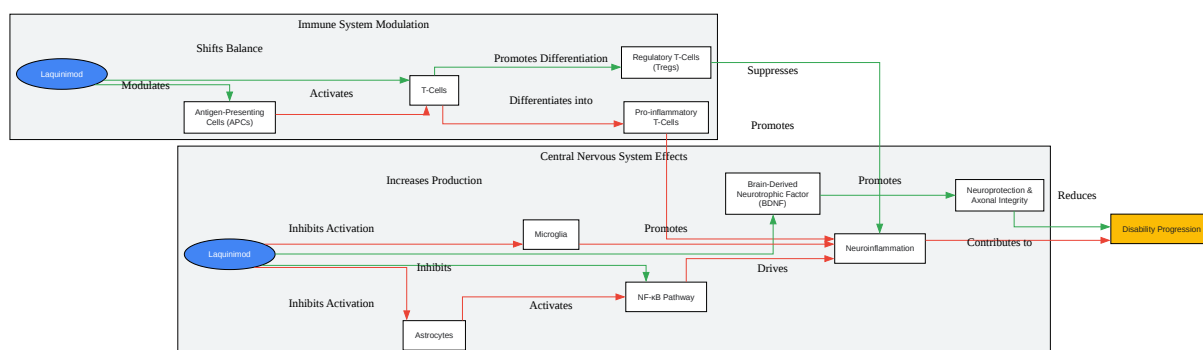 Immune System Modulation
Shifts Balance
Laquinimod
Modulates
Activates
Antigen-Presenting
Cells (APCs)
T-Cells
Promotes Differentiation
Differentiates into
Regulatory T-Cells
(Tregs)
Pro-inflammatory
T-Cells
Suppresses
Promotes
Central Nervous System Effects
Increases Production
Inhibits Activation
Laquinimod
Inhibits
Inhibits Activation
Microglia
Promotes
Astrocytes
Activates
NF-κB Pathway
Drives
Brain-Derived
Neurotrophic Factor
(BDNF)
Promotes
Neuroinflammation
Neuroprotection &
Axonal Integrity
Contributes to
Reduces
Disability Progression